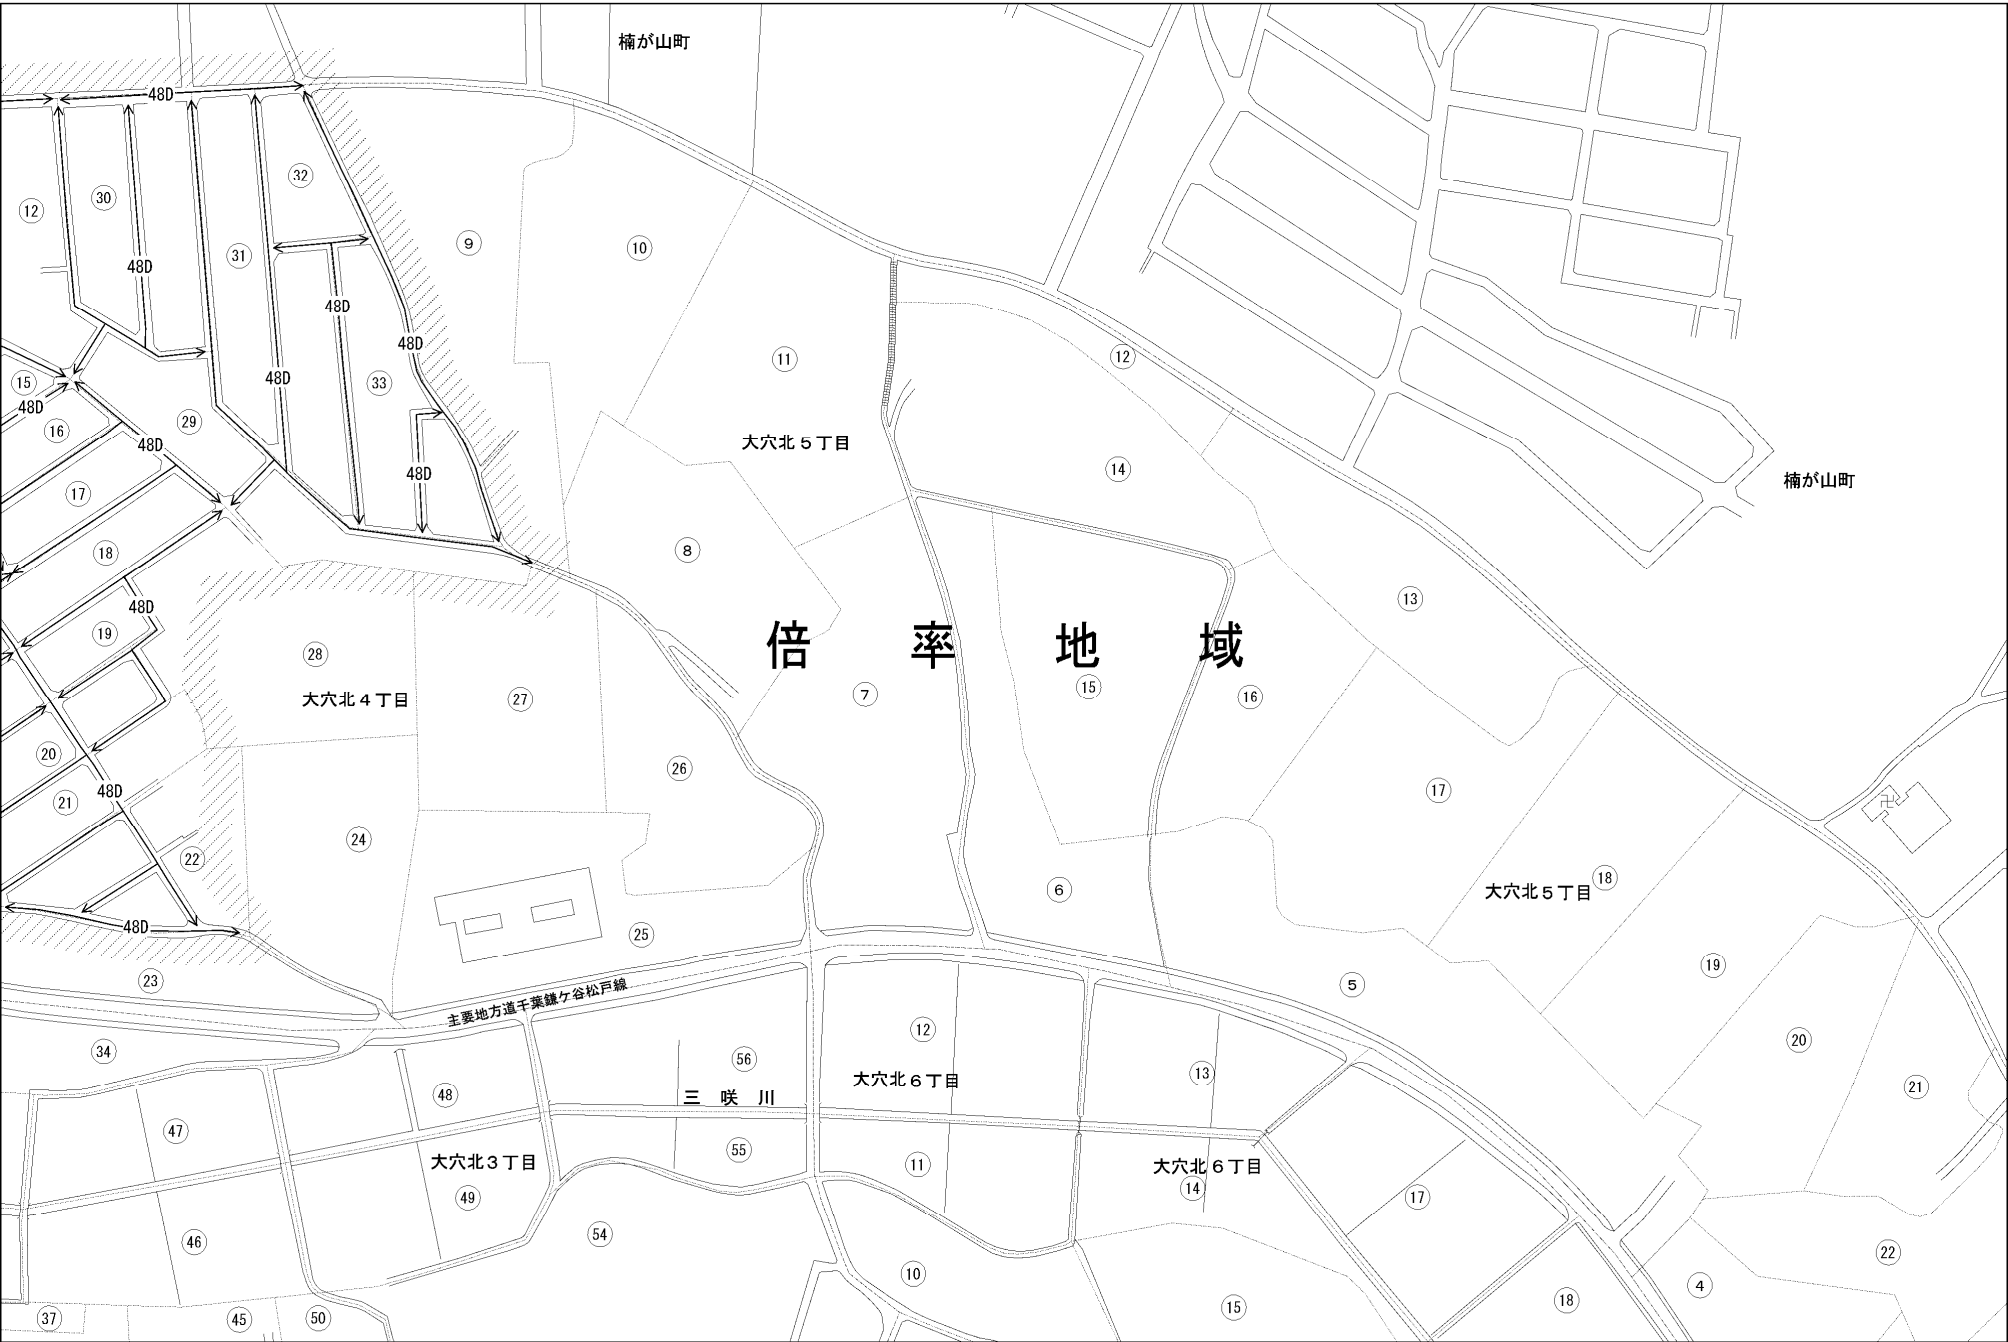 楠が山町
48D
32
30
12
9
10
31
48D
48D
48D
11
12
33
15
48D
48D
29
16
48D
大穴北５丁目
14
48D
17
楠が山町
18
8
13
48D
19
倍率地域
28
大穴北４丁目
27
7
15
16
20
26
48D
21
17
24
22
6
18
大穴北５丁目
48D
25
23
19
5
主要地方道千葉鎌ケ谷松戸線
12
20
34
56
13
大穴北６丁目
21
48
三咲川
47
55
11
大穴北３丁目
大穴北６丁目
14
49
17
46
54
22
10
4
15
18
37
45
50